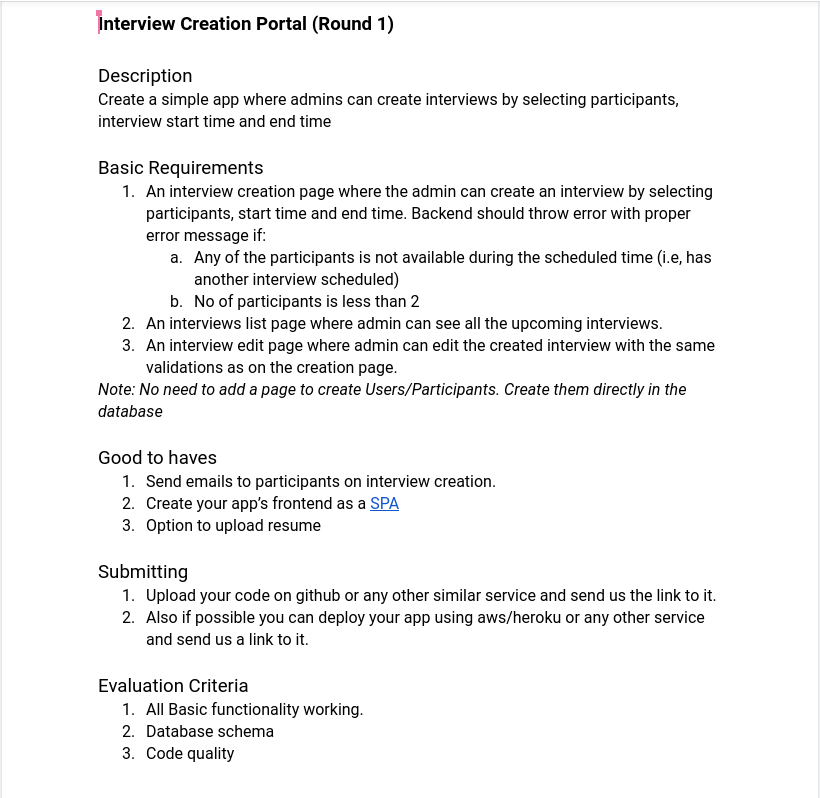 Interview Creation Portal (Round 1)
Description
Create a simple app where admins can create interviews by selecting participants,
interview start time and end time
Basic Requirements
1. An interview creation page where the admin can create an interview by selecting
participants, start time and end time. Backend should throw error with proper
error message if:
a. Any of the participants is not available during the scheduled time (i.e, has
another interview scheduled)
b. No of participants is less than 2
2. An interviews list page where admin can see all the upcoming interviews.
3. An interview edit page where admin can edit the created interview with the same
validations as on the creation page.
Note: No need to add a page to create Users/Participants. Create them directly in the
database
Good to haves
1. Send emails to participants on interview creation.
2. Create your app’s frontend as a SPA
3. Option to upload resume
Submitting
1. Upload your code on github or any other similar service and send us the link to it.
2. Also if possible you can deploy your app using aws/heroku or any other service
and send us a link to it.
Evaluation Criteria
1. All Basic functionality working.
2. Database schema
3. Code quality